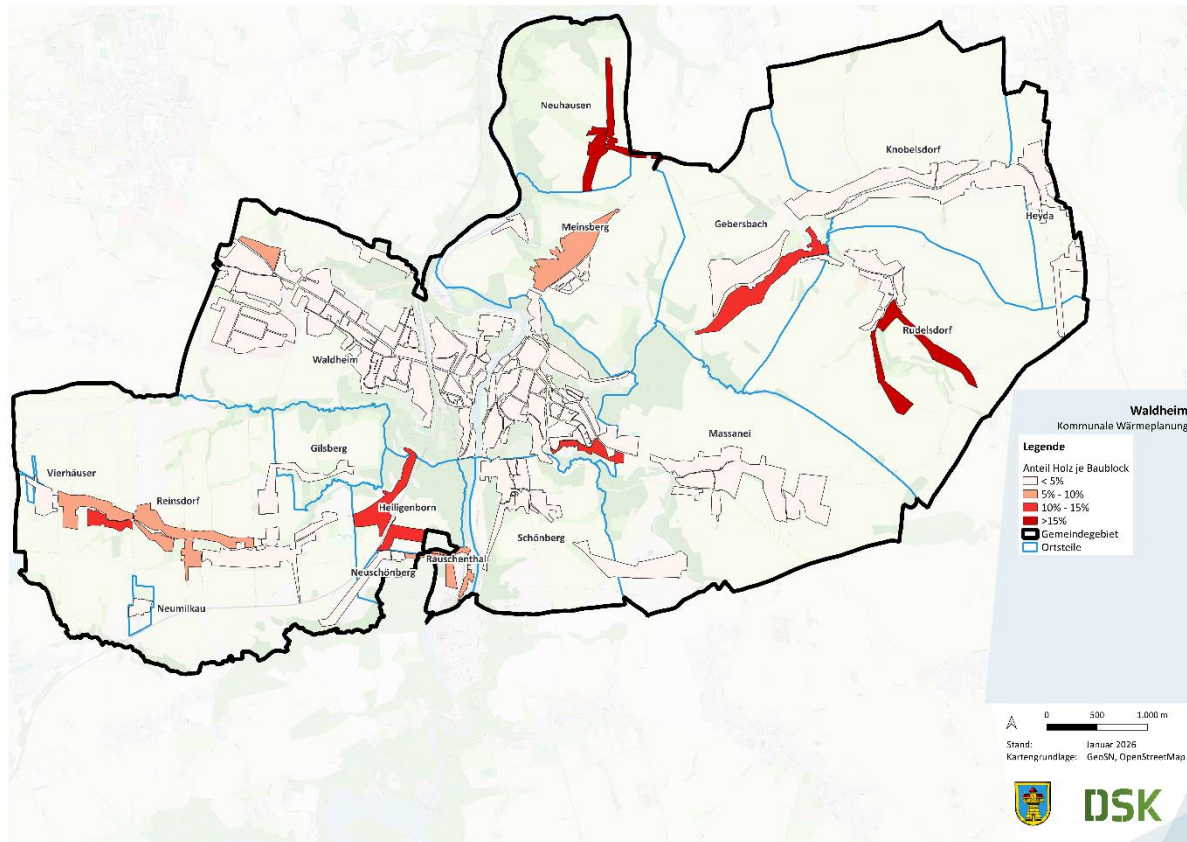 Neuhausen
Knobelsdorf
Heyda
Meinsberg
Gebersbach
Rudelsdorf
Waldheim
Massanei
Gilsberg
Vierhäuser
Reinsdorf
Heiligenborn
Schönberg
Rauschenthal
Neuschönberg
Neumilkau
Waldheim
Kommunale Wärmeplanung
Legende
Anteil Holz je Baublock
< 5%
5% - 10%
10% - 15%
>15%
Gemeindegebiet
Ortsteile
0 500 1.000 m
Stand: Januar 2026
Kartengrundlage: GeoSN, OpenStreetMap
DSK